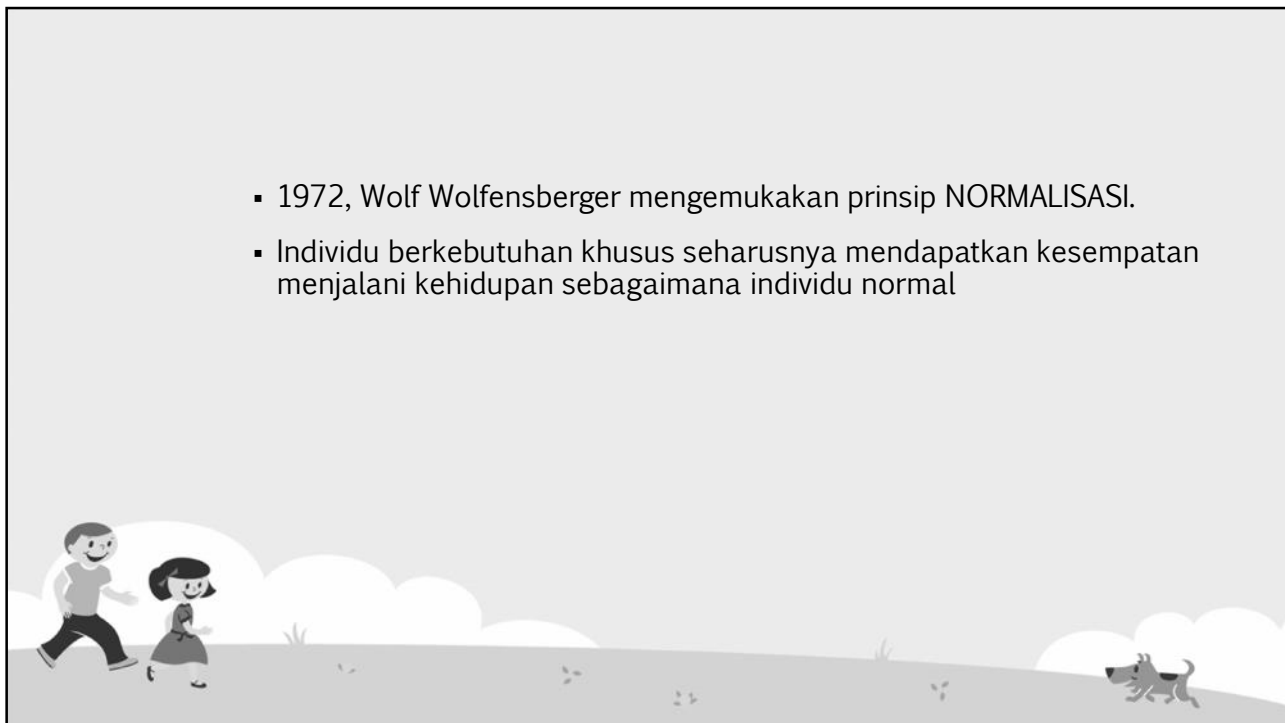 ▪ 1972, Wolf Wolfensberger mengemukakan prinsip NORMALISASI.
▪ Individu berkebutuhan khusus seharusnya mendapatkan kesempatan
menjalani kehidupan sebagaimana individu normal